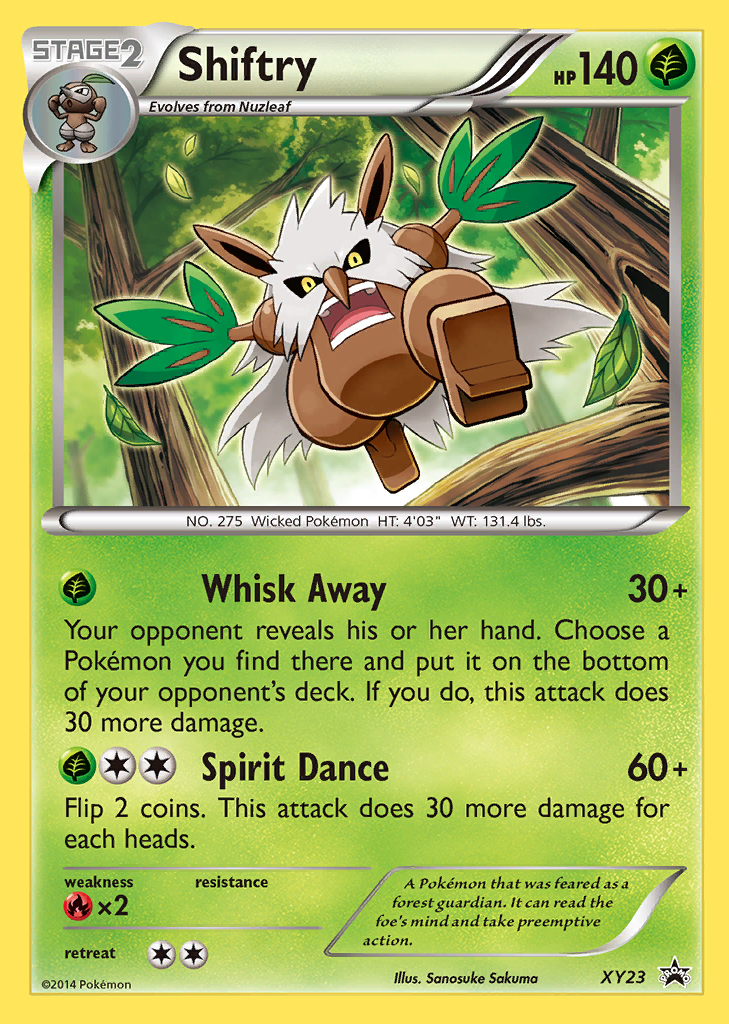 STAGE2
Shiftry
HP 140
Evolves from Nuzleaf
NO. 275 Wicked Pokémon HT: 4'03" WT: 131.4 lbs.
Whisk Away 30+
Your opponent reveals his or her hand. Choose a
Pokémon you find there and put it on the bottom
of your opponent's deck. If you do, this attack does
30 more damage.
Spirit Dance 60+
Flip 2 coins. This attack does 30 more damage for
each heads.
weakness resistance
×2
A Pokémon that was feared as a
forest guardian. It can read the
foe's mind and take preemptive
action.
retreat
Illus. Sanosuke Sakuma
XY23
PROMO
©2014 Pokémon